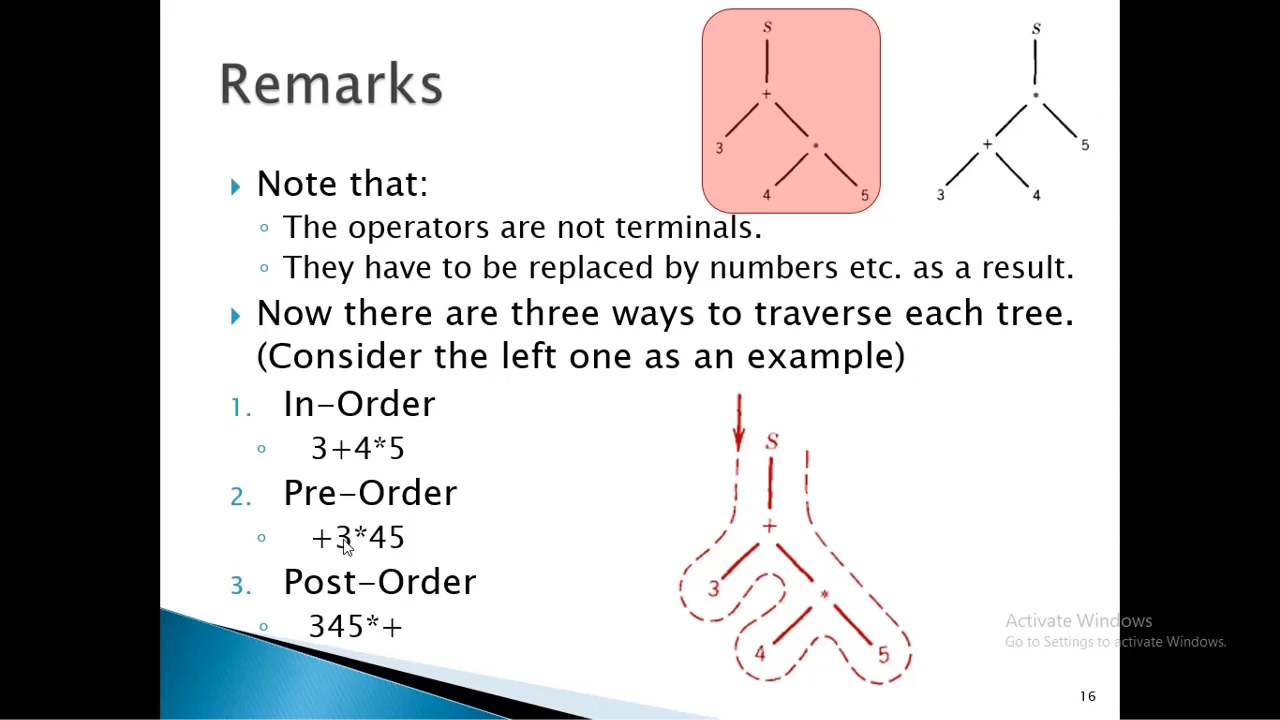 Remarks
S
+
3
*
4
5
S
*
+
5
3
4
Note that:
The operators are not terminals.
They have to be replaced by numbers etc. as a result.
Now there are three ways to traverse each tree.
(Consider the left one as an example)
1. In-Order
3+4*5
2. Pre-Order
+3*45
3. Post-Order
345*+
S
+
3
*
4
5
Activate Windows
Go to Settings to activate Windows.
16